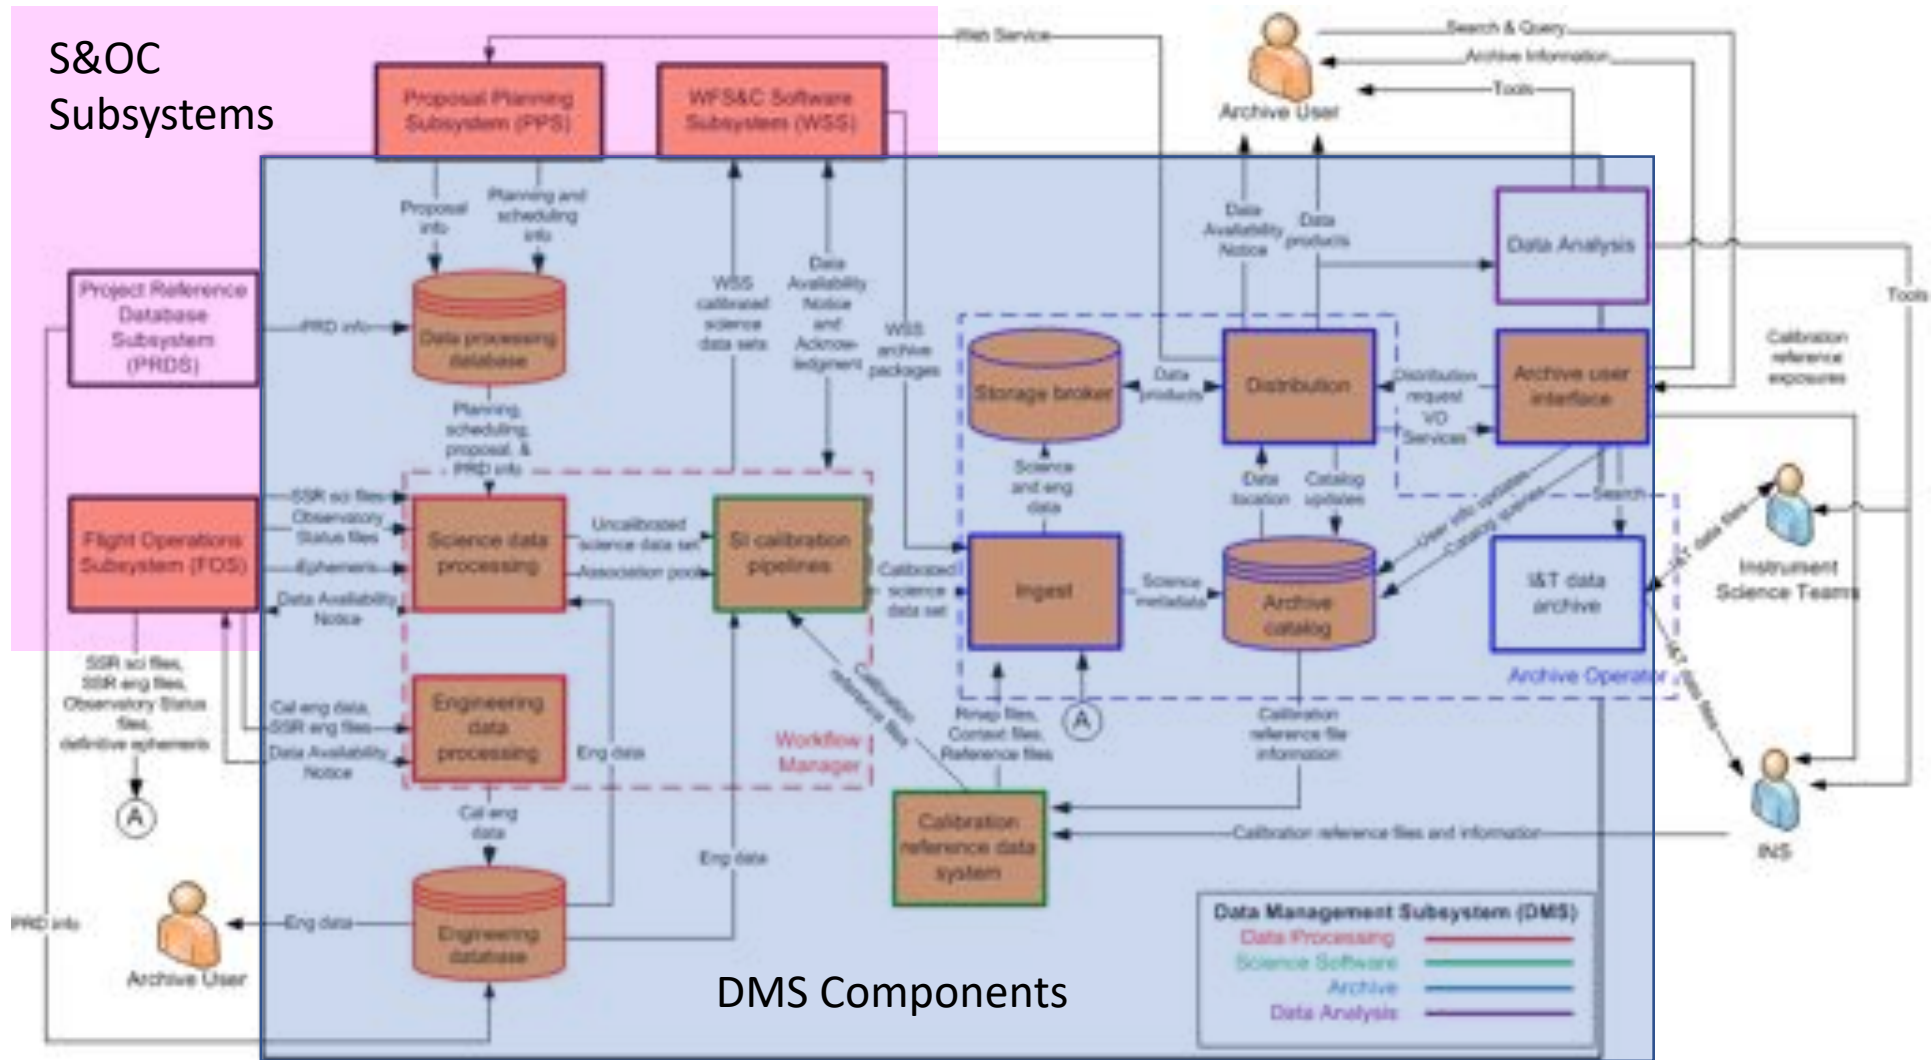 S&OC
Subsystems
Web Service
Search & Query
Archive Information
Tools
Archive User
Proposal Planning
Subsystem (PPS)
WFS&C Software
Subsystem (WSS)
Proposal
info
Planning and
scheduling
info
Data
Availability
Notice
Data
products
Data Analysis
Tools
Project Reference
Database
Subsystem
(PRDS)
PRD info
Data processing
database
WSS
calibrated
science
data sets
Data
Availability
Notice
and
Acknow-
ledgment
WSS
archive
packages
Storage broker
Data
products
Distribution
Distribution
request
VO
Services
Archive user
interface
Calibration
reference
exposures
Planning,
scheduling,
proposal, &
PRD info
Science
and eng
data
Data
location
Catalog
updates
User info updates
Catalog queries
Search
Flight Operations
Subsystem (FOS)
SSR sci files
Observatory
Status files
Ephemeris
Data Availability
Notice
Science data
processing
Uncalibrated
science data set
Association pool
SI calibration
pipelines
Calibrated
science
data set
Ingest
Science
metadata
Archive
catalog
I&T data
archive
I&T data files
Instrument
Science Teams
Archive Operator
I&T data files
SSR sci files,
SSR eng files,
Observatory Status
files,
definitive ephemeris
A
Cal eng data,
SSR eng files
Data Availability
Notice
Engineering
data
processing
Eng data
Workflow
Manager
Calibration
reference files
Rmap files,
Context files,
Reference files
A
Calibration
reference file
information
Cal eng
data
Eng data
Calibration
reference data
system
Calibration reference files and information
INS
PRD info
Archive User
Eng data
Engineering
database
DMS Components
Data Management Subsystem (DMS)
Data Processing
Science Software
Archive
Data Analysis